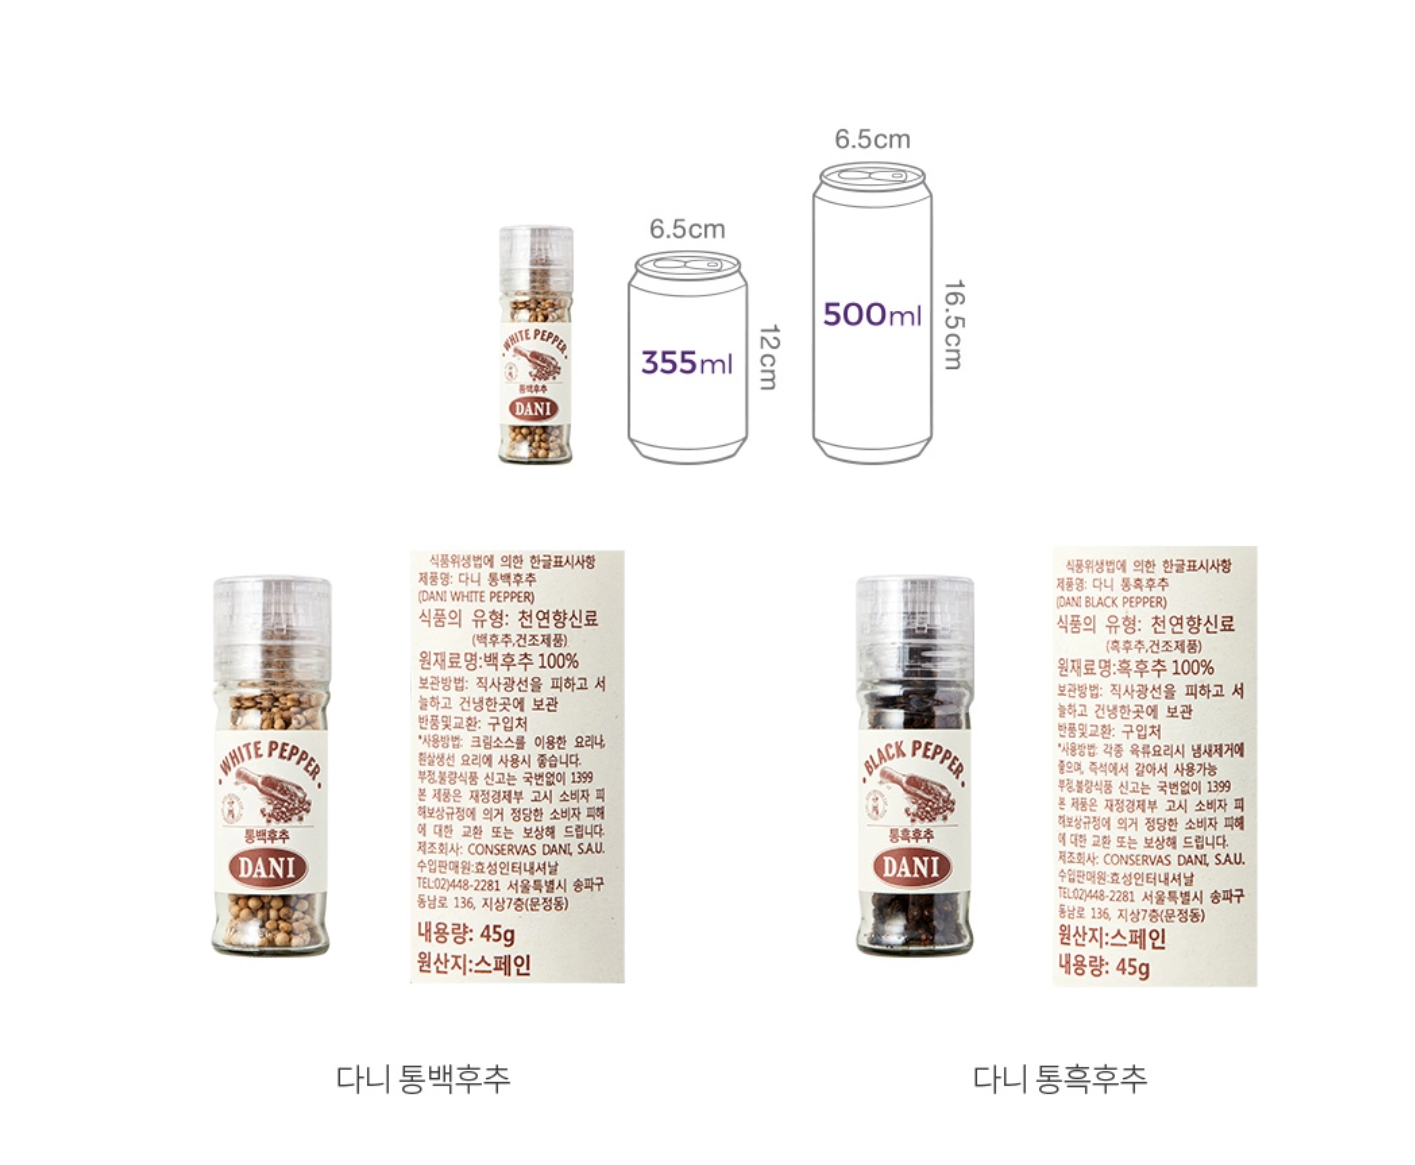 6.5cm
6.5cm
16.5cm
500ml
12cm
355ml
WHITE PEPPER
통백후추
DANI
WHITE PEPPER
통백후추
DANI
식품위생법에 의한 한글표시사항
제품명: 다니 통백후추
(DANI WHITE PEPPER)
식품의 유형: 천연향신료
(백후추,건조제품)
원재료명:백후추 100%
보관방법: 직사광선을 피하고 서
늘하고 건냉한곳에 보관
반품및교환: 구입처
*사용방법: 크림소스를 이용한 요리나,
흰살생선 요리에 사용시 좋습니다.
부정,불량식품 신고는 국번없이 1399
본 제품은 재정경제부 고시 소비자 피
해보상규정에 의거 정당한 소비자 피해
에 대한 교환 또는 보상해 드립니다.
제조회사: CONSERVAS DANI, S.A.U.
수입판매원:효성인터내셔날
TEL:02)448-2281 서울특별시 송파구
동남로 136, 지상7층(문정동)
내용량: 45g
원산지:스페인
BLACK PEPPER
통흑후추
DANI
식품위생법에 의한 한글표시사항
제품명: 다니 통흑후추
(DANI BLACK PEPPER)
식품의 유형: 천연향신료
(흑후추,건조제품)
원재료명:흑후추 100%
보관방법: 직사광선을 피하고 서
늘하고 건냉한곳에 보관
반품및교환: 구입처
*사용방법: 각종 육류요리시 냄새제거에
좋으며, 즉석에서 갈아서 사용가능
부정,불량식품 신고는 국번없이 1399
본 제품은 재정경제부 고시 소비자 피
해보상규정에 의거 정당한 소비자 피해
에 대한 교환 또는 보상해 드립니다.
제조회사: CONSERVAS DANI, S.A.U.
수입판매원:효성인터내셔날
TEL:02)448-2281 서울특별시 송파구
동남로 136, 지상7층(문정동)
원산지:스페인
내용량: 45g
다니 통백후추
다니 통흑후추